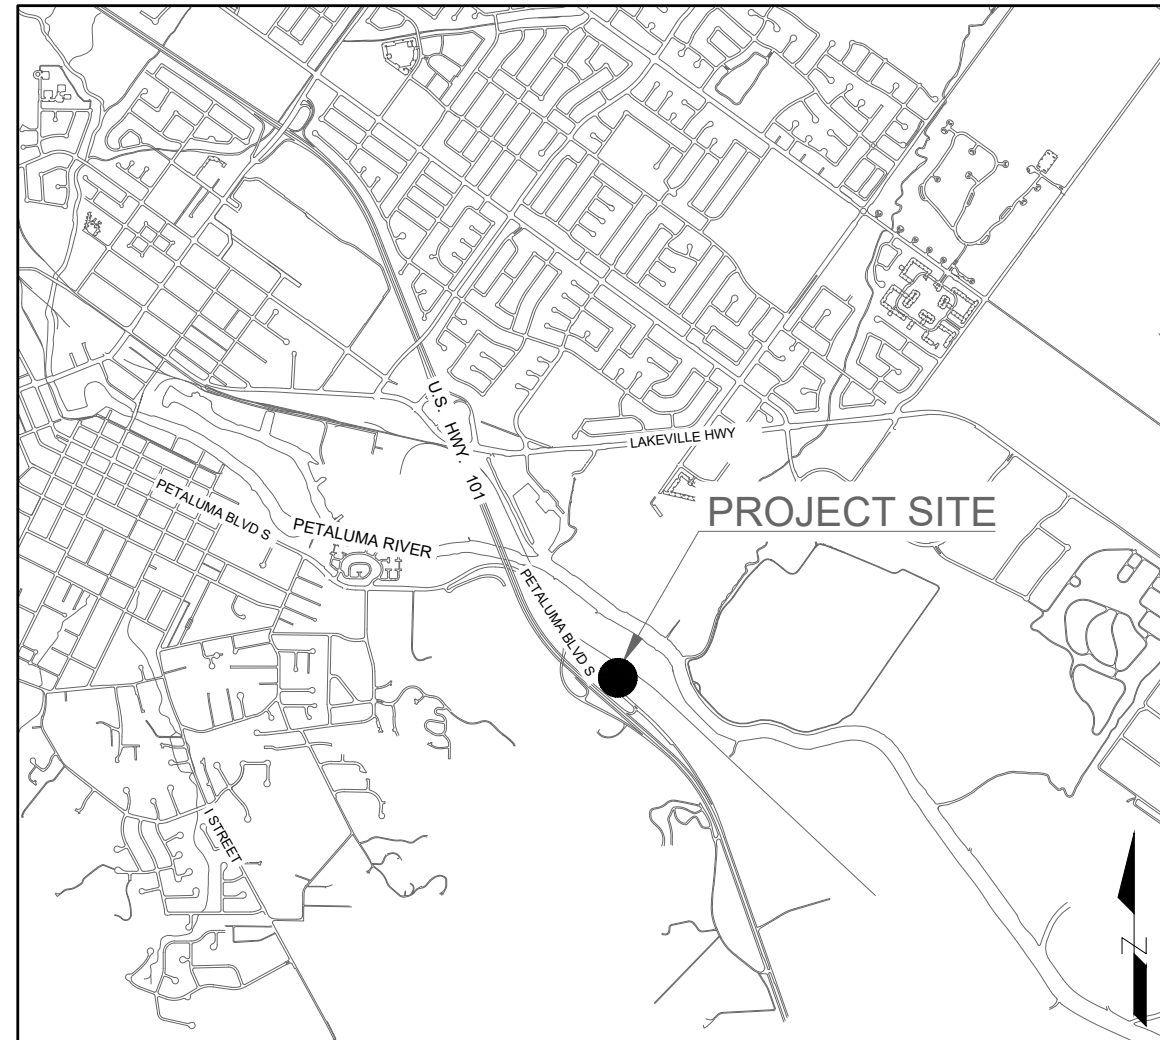 U.S. HWY. 101
LAKEVILLE HWY
PETALUMA BLVD S
PROJECT SITE
PETALUMA RIVER
PETALUMA BLVD S
I STREET
N